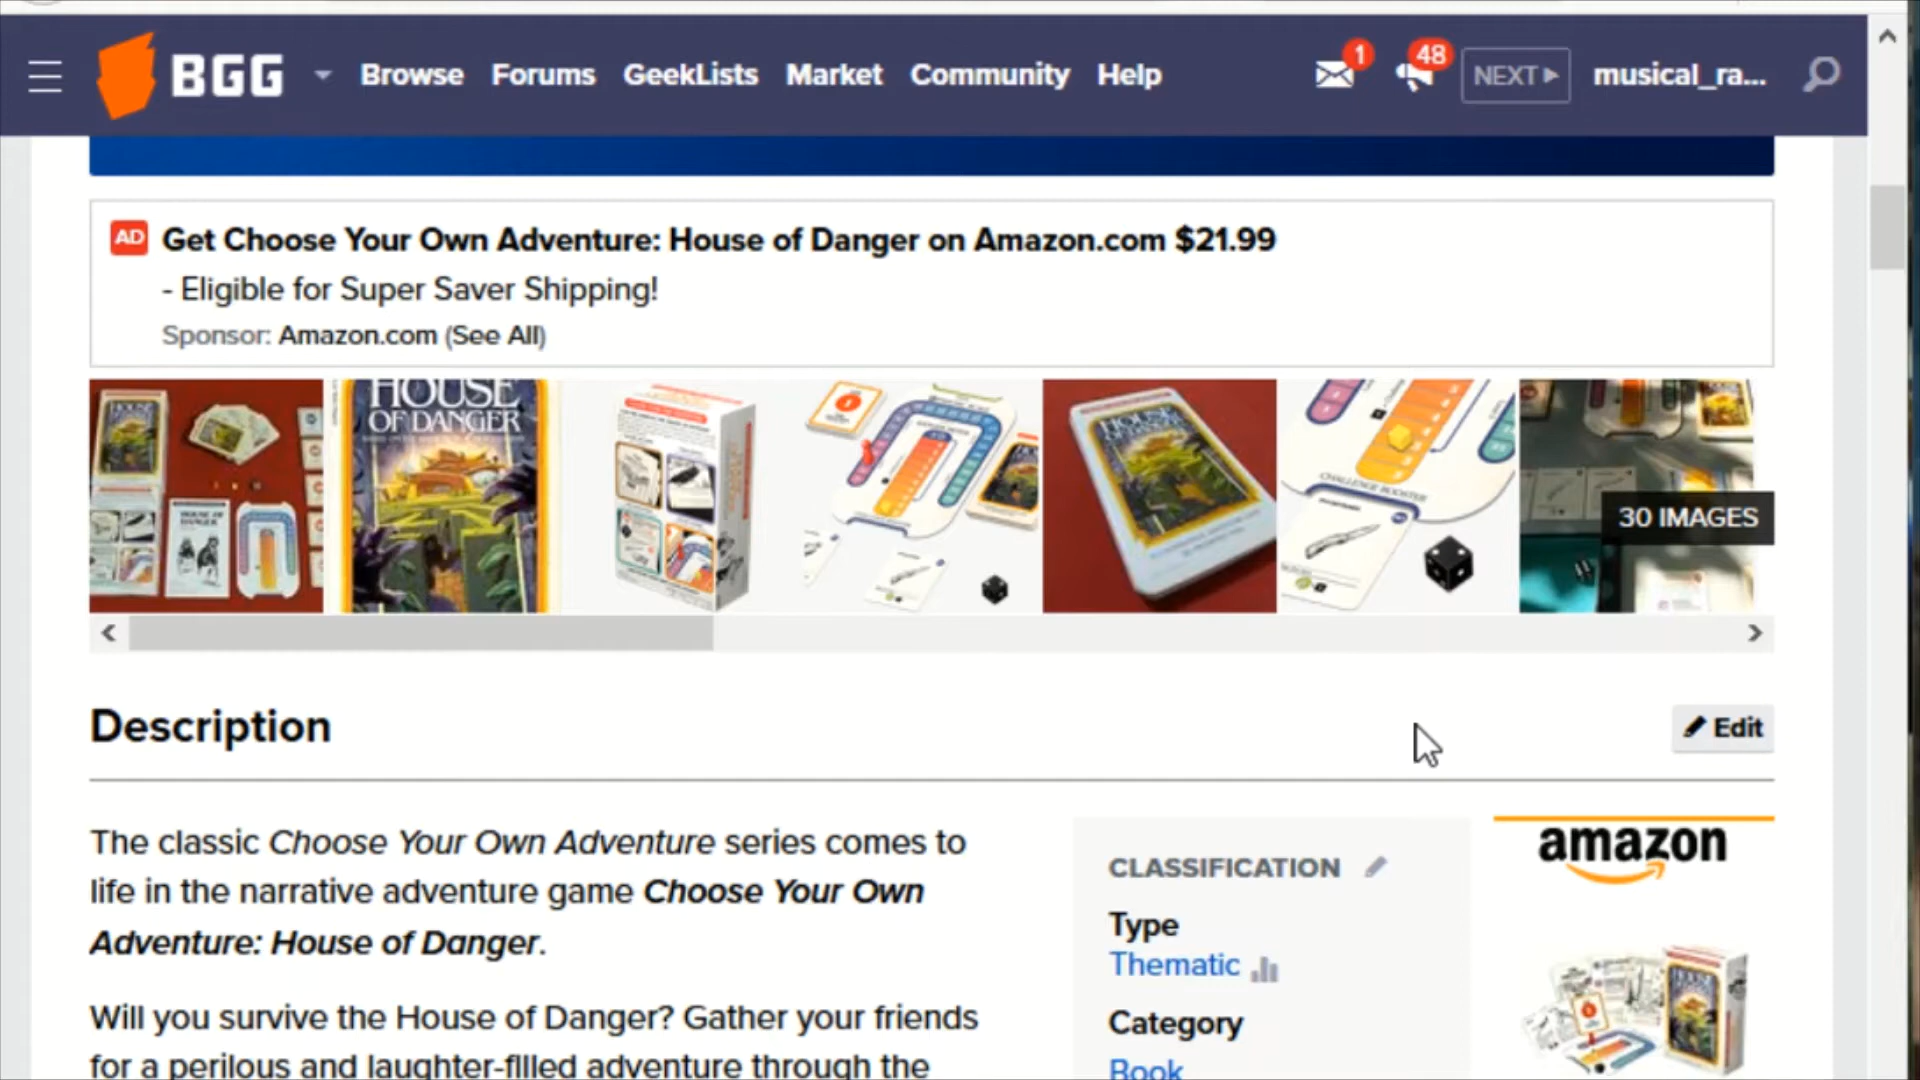 BGG Browse Forums GeekLists Market Community Help 1 48 NEXT musical_ra...
AD Get Choose Your Own Adventure: House of Danger on Amazon.com $21.99
- Eligible for Super Saver Shipping!
Sponsor: Amazon.com (See All)
HOUSE
OF DANGER
CHALLENGE BOOSTER
30 IMAGES
Description
Edit
The classic Choose Your Own Adventure series comes to
life in the narrative adventure game Choose Your Own
Adventure: House of Danger.
Will you survive the House of Danger? Gather your friends
for a perilous and laughter-filled adventure through the
CLASSIFICATION
Type
Thematic
Category
Book
amazon